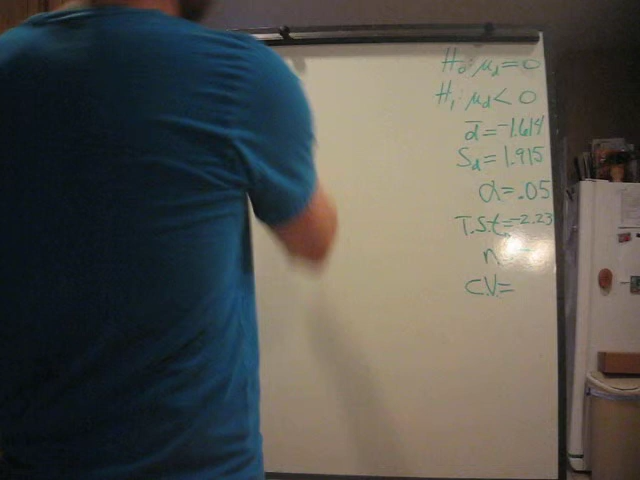 H₀: μd = 0
H₁: μd < 0
d̄ = -1.614
Sd = 1.915
α = .05
T.S. t = -2.23
n =
C.V. =